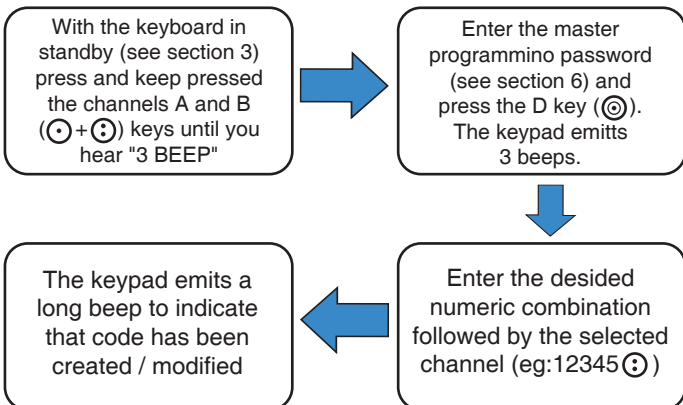 With the keyboard in
standby (see section 3)
press and keep pressed
the channels A and B
(⊙+⊙) keys until you
hear "3 BEEP"
Enter the master
programmino password
(see section 6) and
press the D key (◎).
The keypad emitts
3 beeps.
Enter the desided
numeric combination
followed by the selected
channel (eg:12345⊙)
The keypad emits a
long beep to indicate
that code has been
created / modified